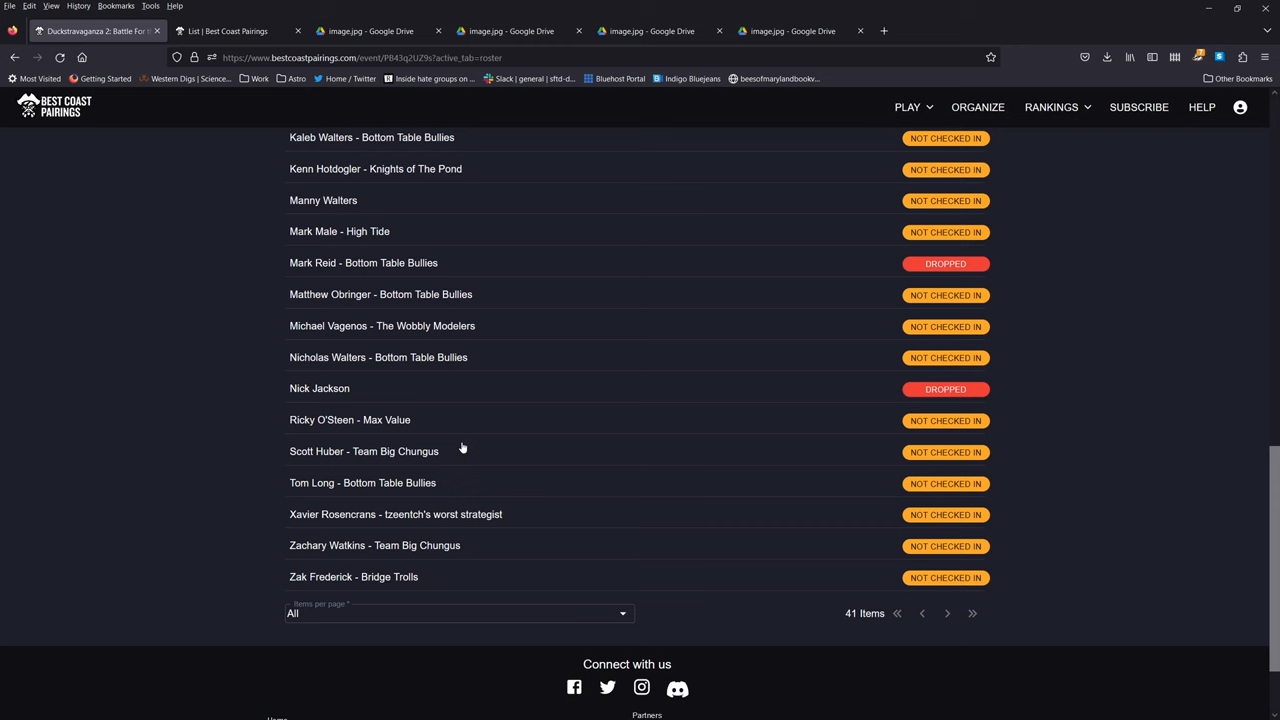 File Edit View History Bookmarks Tools Help
Duckstravaganza 2: Battle For th
List | Best Coast Pairings
image.jpg - Google Drive
image.jpg - Google Drive
image.jpg - Google Drive
image.jpg - Google Drive
https://www.bestcoastpairings.com/event/PB43q2UZ9s?active_tab=roster
Most Visited Getting Started Western Digs | Science... Work Astro Home / Twitter Inside hate groups on ... Slack | general | sftd-d... Bluehost Portal Indigo Bluejeans beesofmarylandbookv... Other Bookmarks
BEST COAST
PAIRINGS
PLAY ORGANIZE RANKINGS SUBSCRIBE HELP
Kaleb Walters - Bottom Table Bullies NOT CHECKED IN
Kenn Hotdogler - Knights of The Pond NOT CHECKED IN
Manny Walters NOT CHECKED IN
Mark Male - High Tide NOT CHECKED IN
Mark Reid - Bottom Table Bullies DROPPED
Matthew Obringer - Bottom Table Bullies NOT CHECKED IN
Michael Vagenos - The Wobbly Modelers NOT CHECKED IN
Nicholas Walters - Bottom Table Bullies NOT CHECKED IN
Nick Jackson DROPPED
Ricky O'Steen - Max Value NOT CHECKED IN
Scott Huber - Team Big Chungus NOT CHECKED IN
Tom Long - Bottom Table Bullies NOT CHECKED IN
Xavier Rosencrans - tzeentch's worst strategist NOT CHECKED IN
Zachary Watkins - Team Big Chungus NOT CHECKED IN
Zak Frederick - Bridge Trolls NOT CHECKED IN
Items per page *
All
41 Items
Connect with us
Partners
Home